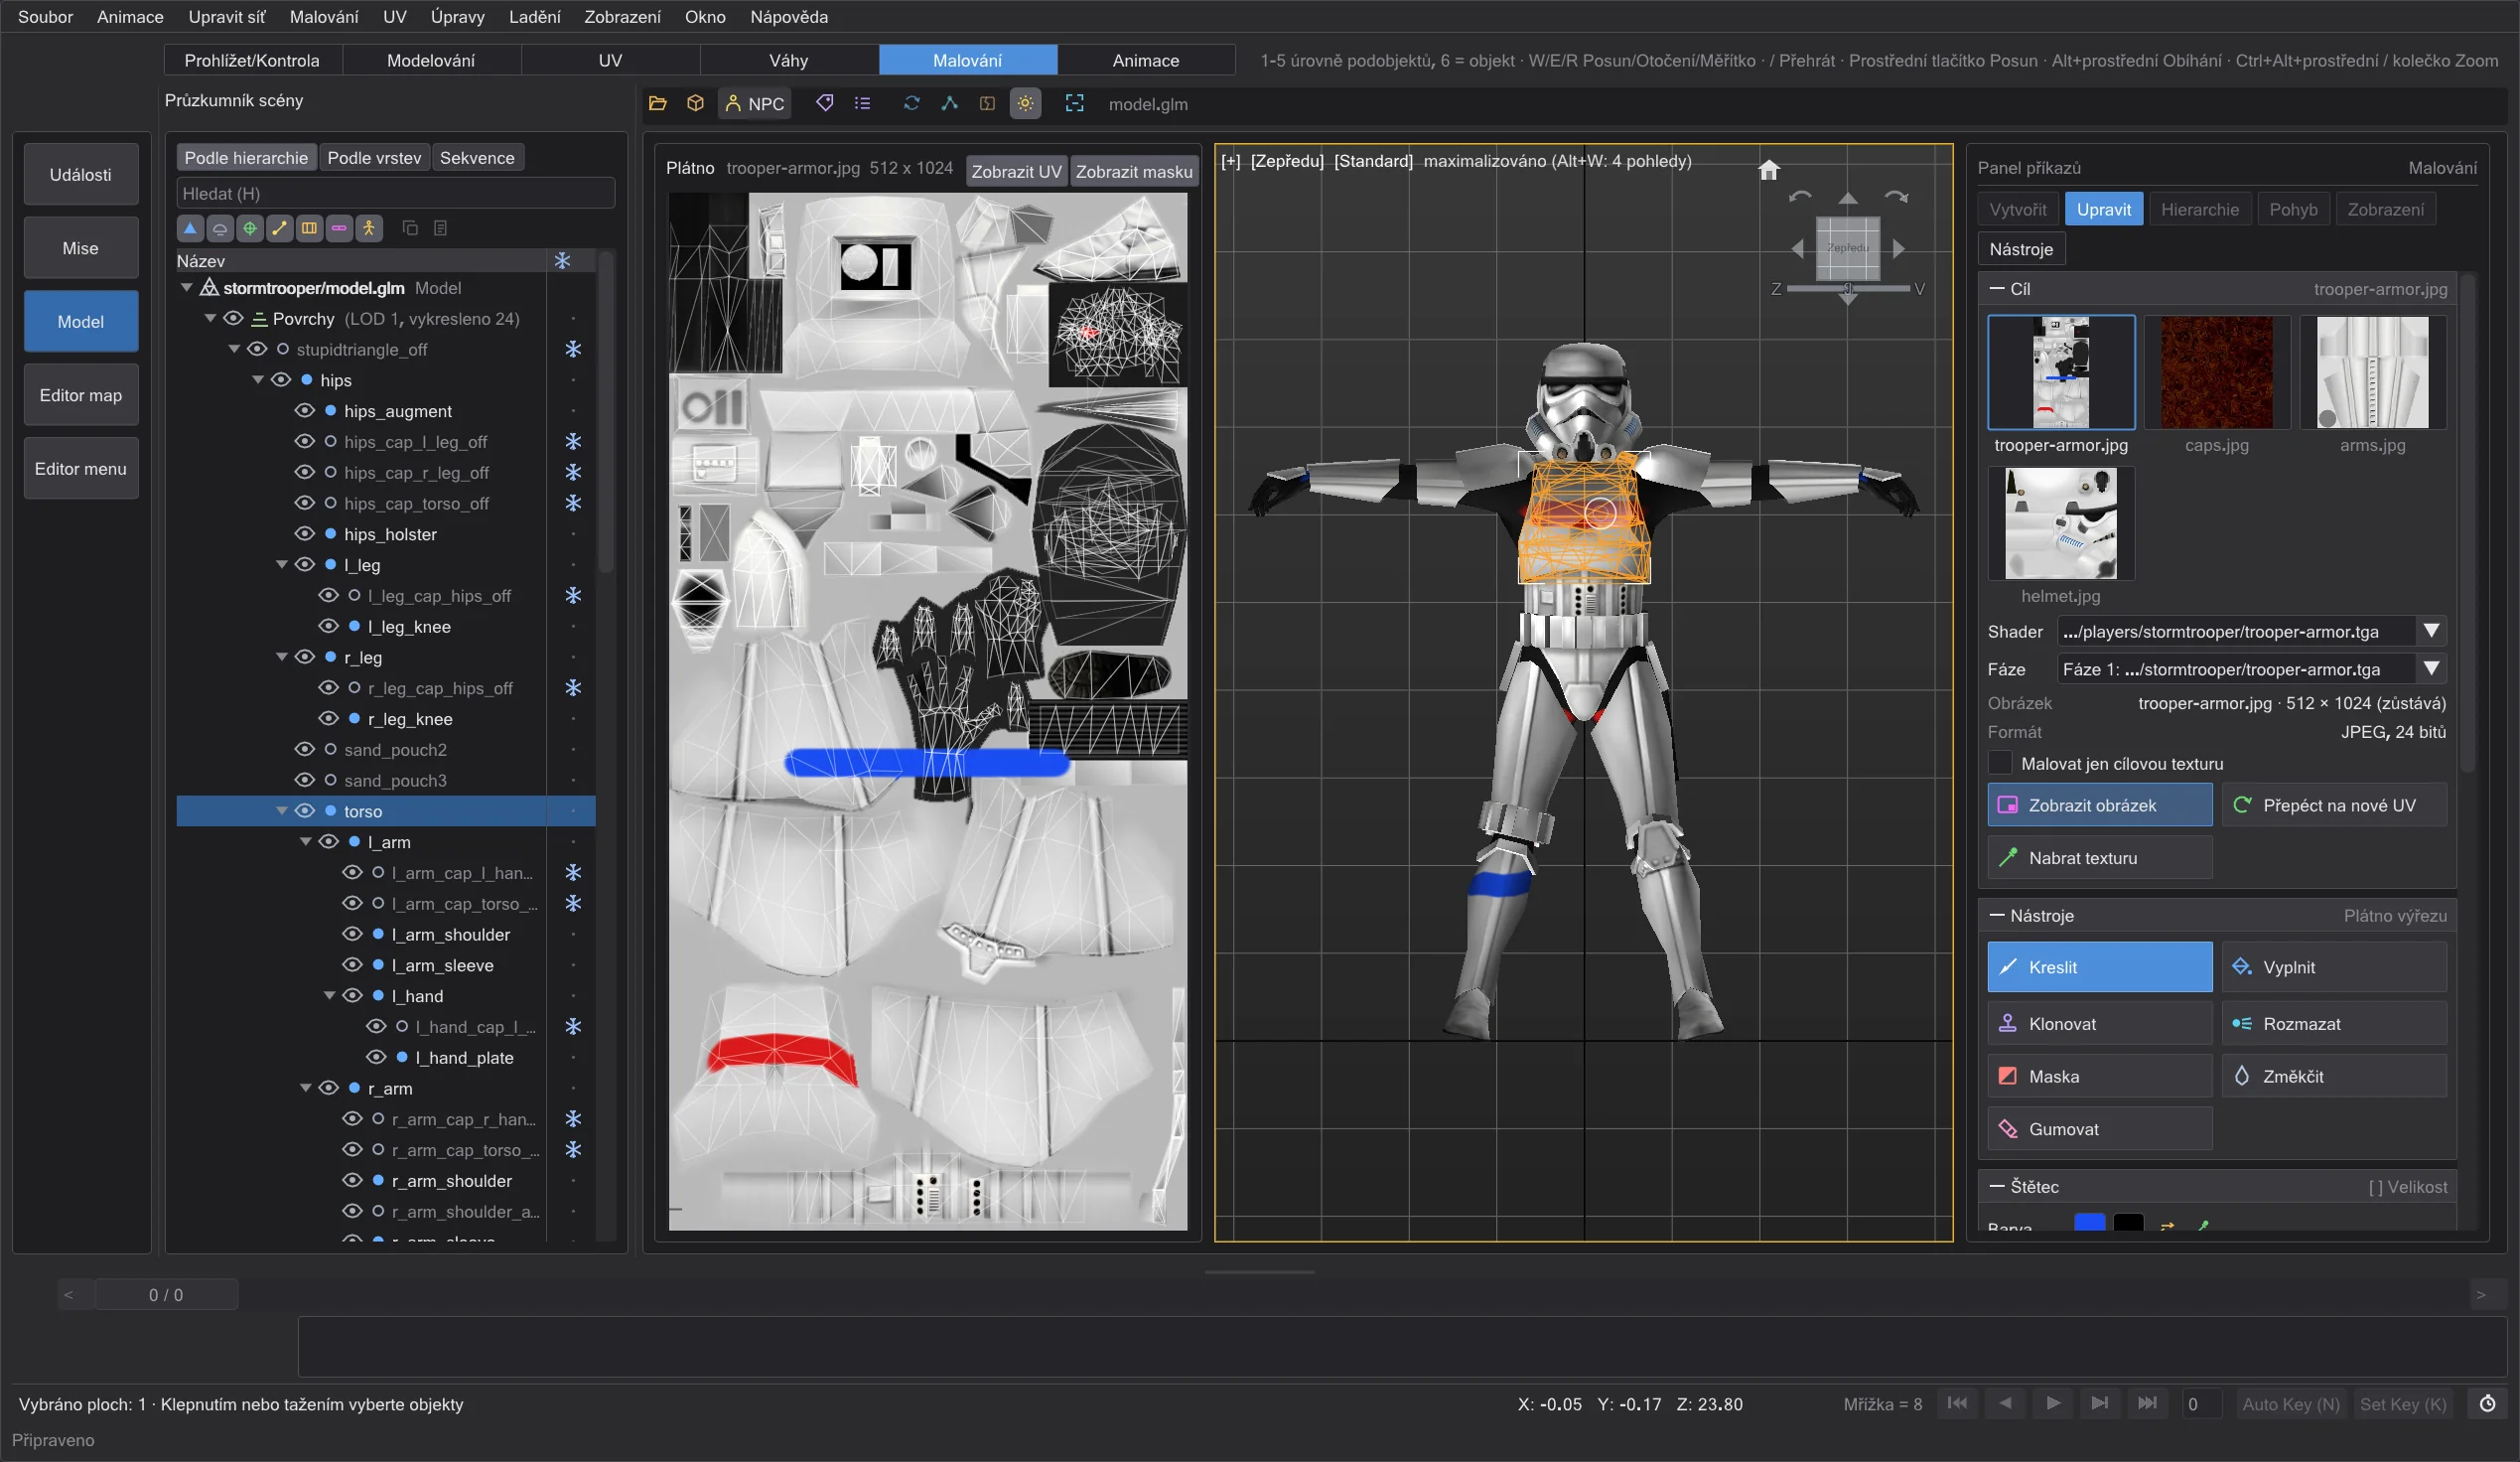 Soubor Animace Upravit síť Malování UV Úpravy Ladění Zobrazení Okno Nápověda
Prohlížet/Kontrola Modelování UV Váhy Malování Animace
1-5 úrovně podobjektů, 6 = objekt · W/E/R Posun/Otočení/Měřítko · / Přehrát · Prostřední tlačítko Posun · Alt+prostřední Obíhání · Ctrl+Alt+prostřední / kolečko Zoom
Průzkumník scény
NPC model.glm
Události
Mise
Model
Editor map
Editor menu
Podle hierarchie Podle vrstev Sekvence
Hledat (H)
Název
stormtrooper/model.glm Model
Povrchy (LOD 1, vykresleno 24)
stupidtriangle_off
hips
hips_augment
hips_cap_l_leg_off
hips_cap_r_leg_off
hips_cap_torso_off
hips_holster
l_leg
l_leg_cap_hips_off
l_leg_knee
r_leg
r_leg_cap_hips_off
r_leg_knee
sand_pouch2
sand_pouch3
torso
l_arm
l_arm_cap_l_han...
l_arm_cap_torso_...
l_arm_shoulder
l_arm_sleeve
l_hand
l_hand_cap_l_...
l_hand_plate
r_arm
r_arm_cap_r_han...
r_arm_cap_torso_...
r_arm_shoulder
r_arm_shoulder_a...
r_arm_sleeve
Plátno trooper-armor.jpg 512 x 1024 Zobrazit UV Zobrazit masku
[+] [Zepředu] [Standard] maximalizováno (Alt+W: 4 pohledy)
Zepředu
Z V
Panel příkazů Malování
Vytvořit Upravit Hierarchie Pohyb Zobrazení
Nástroje
Cíl trooper-armor.jpg
trooper-armor.jpg caps.jpg arms.jpg
helmet.jpg
Shader .../players/stormtrooper/trooper-armor.tga
Fáze Fáze 1: .../stormtrooper/trooper-armor.tga
Obrázek trooper-armor.jpg · 512 × 1024 (zůstává)
Formát JPEG, 24 bitů
Malovat jen cílovou texturu
Zobrazit obrázek Přepéct na nové UV
Nabrat texturu
Nástroje Plátno výřezu
Kreslit Vyplnit
Klonovat Rozmazat
Maska Změkčit
Gumovat
Štětec [ ] Velikost
Barva
< 0 / 0 >
Vybráno ploch: 1 · Klepnutím nebo tažením vyberte objekty
X: -0.05 Y: -0.17 Z: 23.80
Mřížka = 8 0 Auto Key (N) Set Key (K)
Připraveno